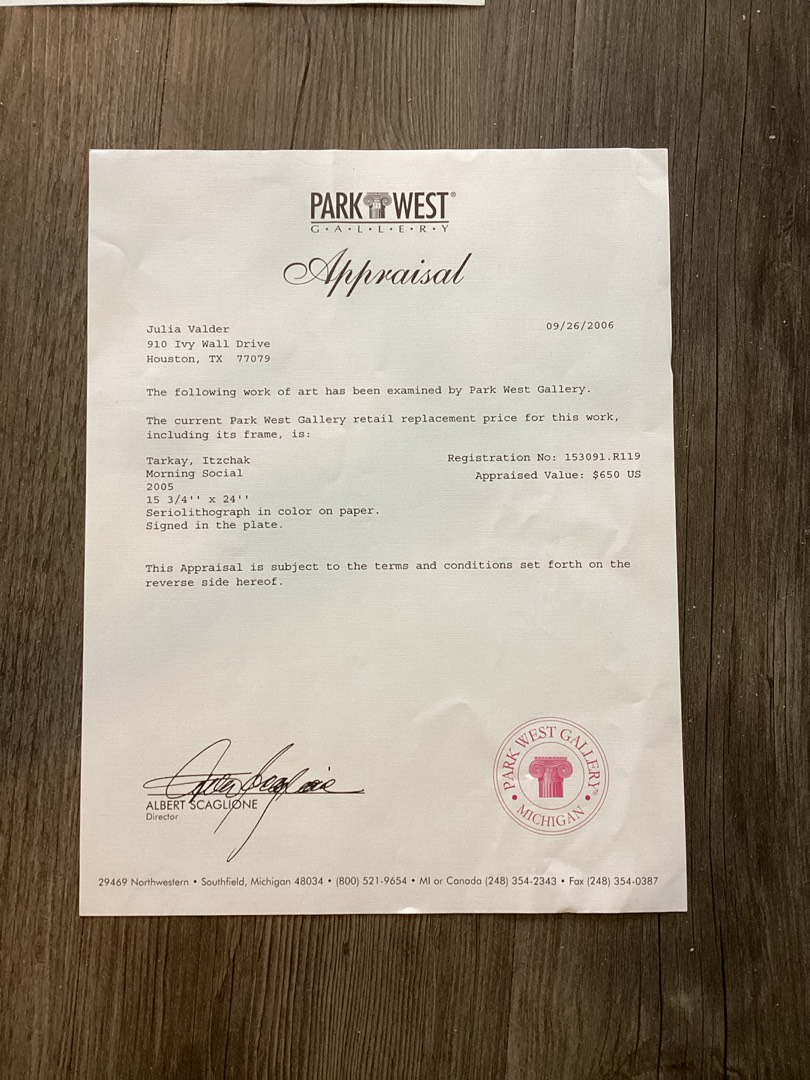 PARK WEST®
G·A·L·L·E·R·Y
Appraisal
Julia Valder
09/26/2006
910 Ivy Wall Drive
Houston, TX 77079
The following work of art has been examined by Park West Gallery.
The current Park West Gallery retail replacement price for this work,
including its frame, is:
Tarkay, Itzchak
Registration No: 153091.R119
Morning Social
Appraised Value: $650 US
2005
15 3/4'' x 24''
Seriolithograph in color on paper.
Signed in the plate.
This Appraisal is subject to the terms and conditions set forth on the
reverse side hereof.
ALBERT SCAGLIONE
Director
PARK WEST GALLERY®
• MICHIGAN •
29469 Northwestern • Southfield, Michigan 48034 • (800) 521-9654 • MI or Canada (248) 354-2343 • Fax (248) 354-0387